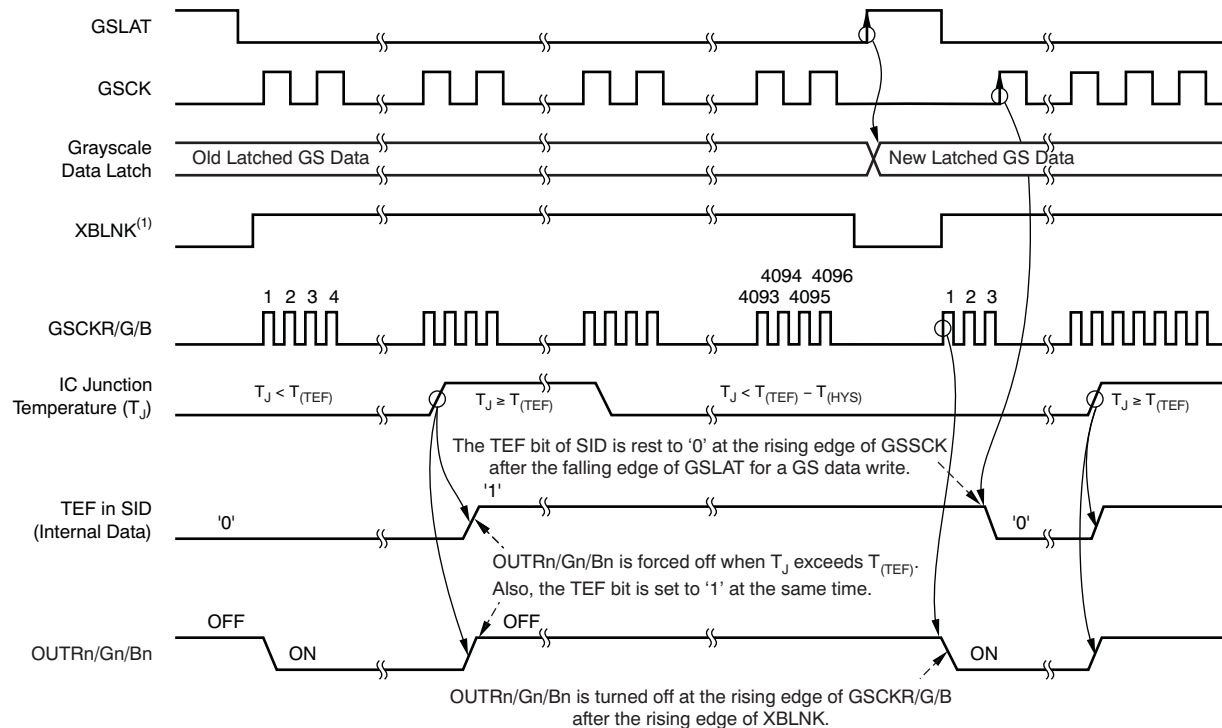 GSLAT
GSCK
Grayscale
Data Latch
Old Latched GS Data
New Latched GS Data
XBLNK(1)
4094 4096
1 2 3 4
4093 4095
1 2 3
GSCKR/G/B
IC Junction
Temperature (TJ)
TJ < T(TEF)
TJ ≥ T(TEF)
TJ < T(TEF) – T(HYS)
TJ ≥ T(TEF)
The TEF bit of SID is rest to ‘0’ at the rising edge of GSSCK
after the falling edge of GSLAT for a GS data write.
TEF in SID
(Internal Data)
'0'
'1'
'0'
OUTRn/Gn/Bn is forced off when TJ exceeds T(TEF).
Also, the TEF bit is set to ‘1’ at the same time.
OFF
OFF
OUTRn/Gn/Bn
ON
ON
OUTRn/Gn/Bn is turned off at the rising edge of GSCKR/G/B
after the rising edge of XBLNK.